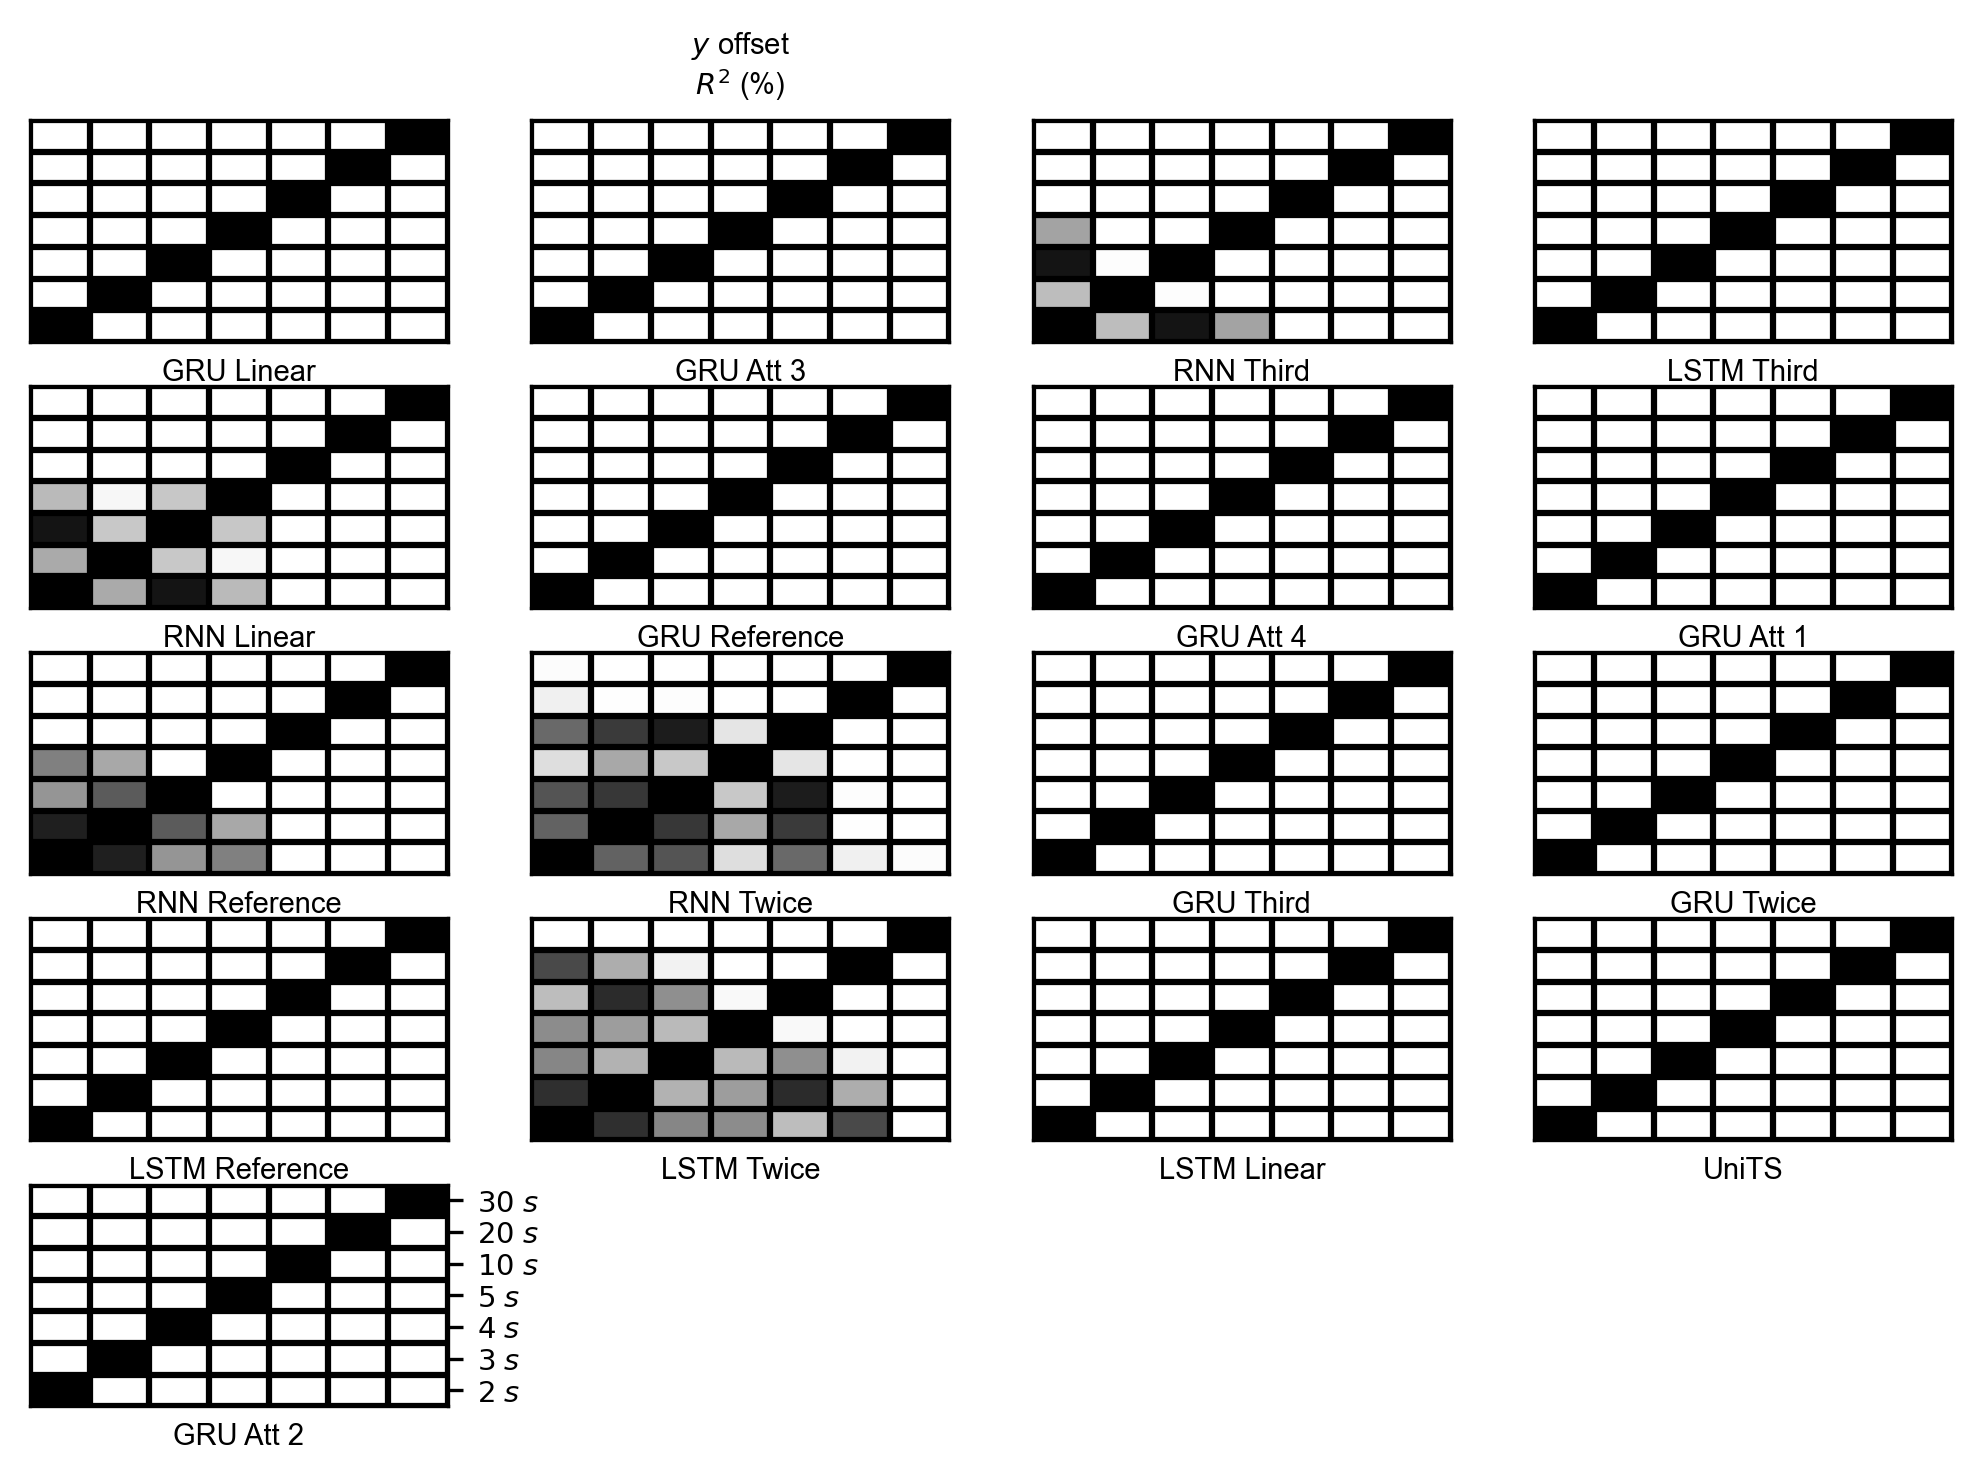 y offset
R² (%)
GRU Linear
GRU Att 3
RNN Third
LSTM Third
RNN Linear
GRU Reference
GRU Att 4
GRU Att 1
RNN Reference
RNN Twice
GRU Third
GRU Twice
LSTM Reference
LSTM Twice
LSTM Linear
UniTS
30 s
20 s
10 s
5 s
4 s
3 s
2 s
GRU Att 2